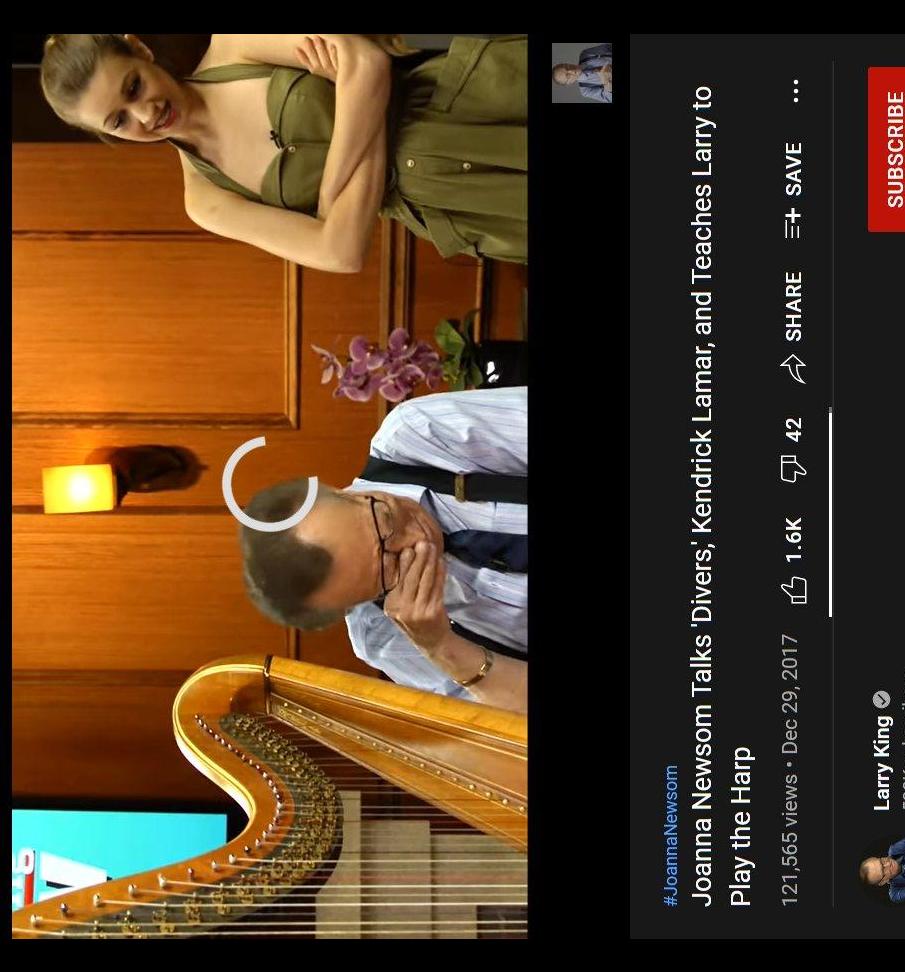 #JoannaNewsom
Joanna Newsom Talks 'Divers,' Kendrick Lamar, and Teaches Larry to
Play the Harp
121,565 views • Dec 29, 2017
1.6K
42
SHARE
SAVE
Larry King
SUBSCRIBE